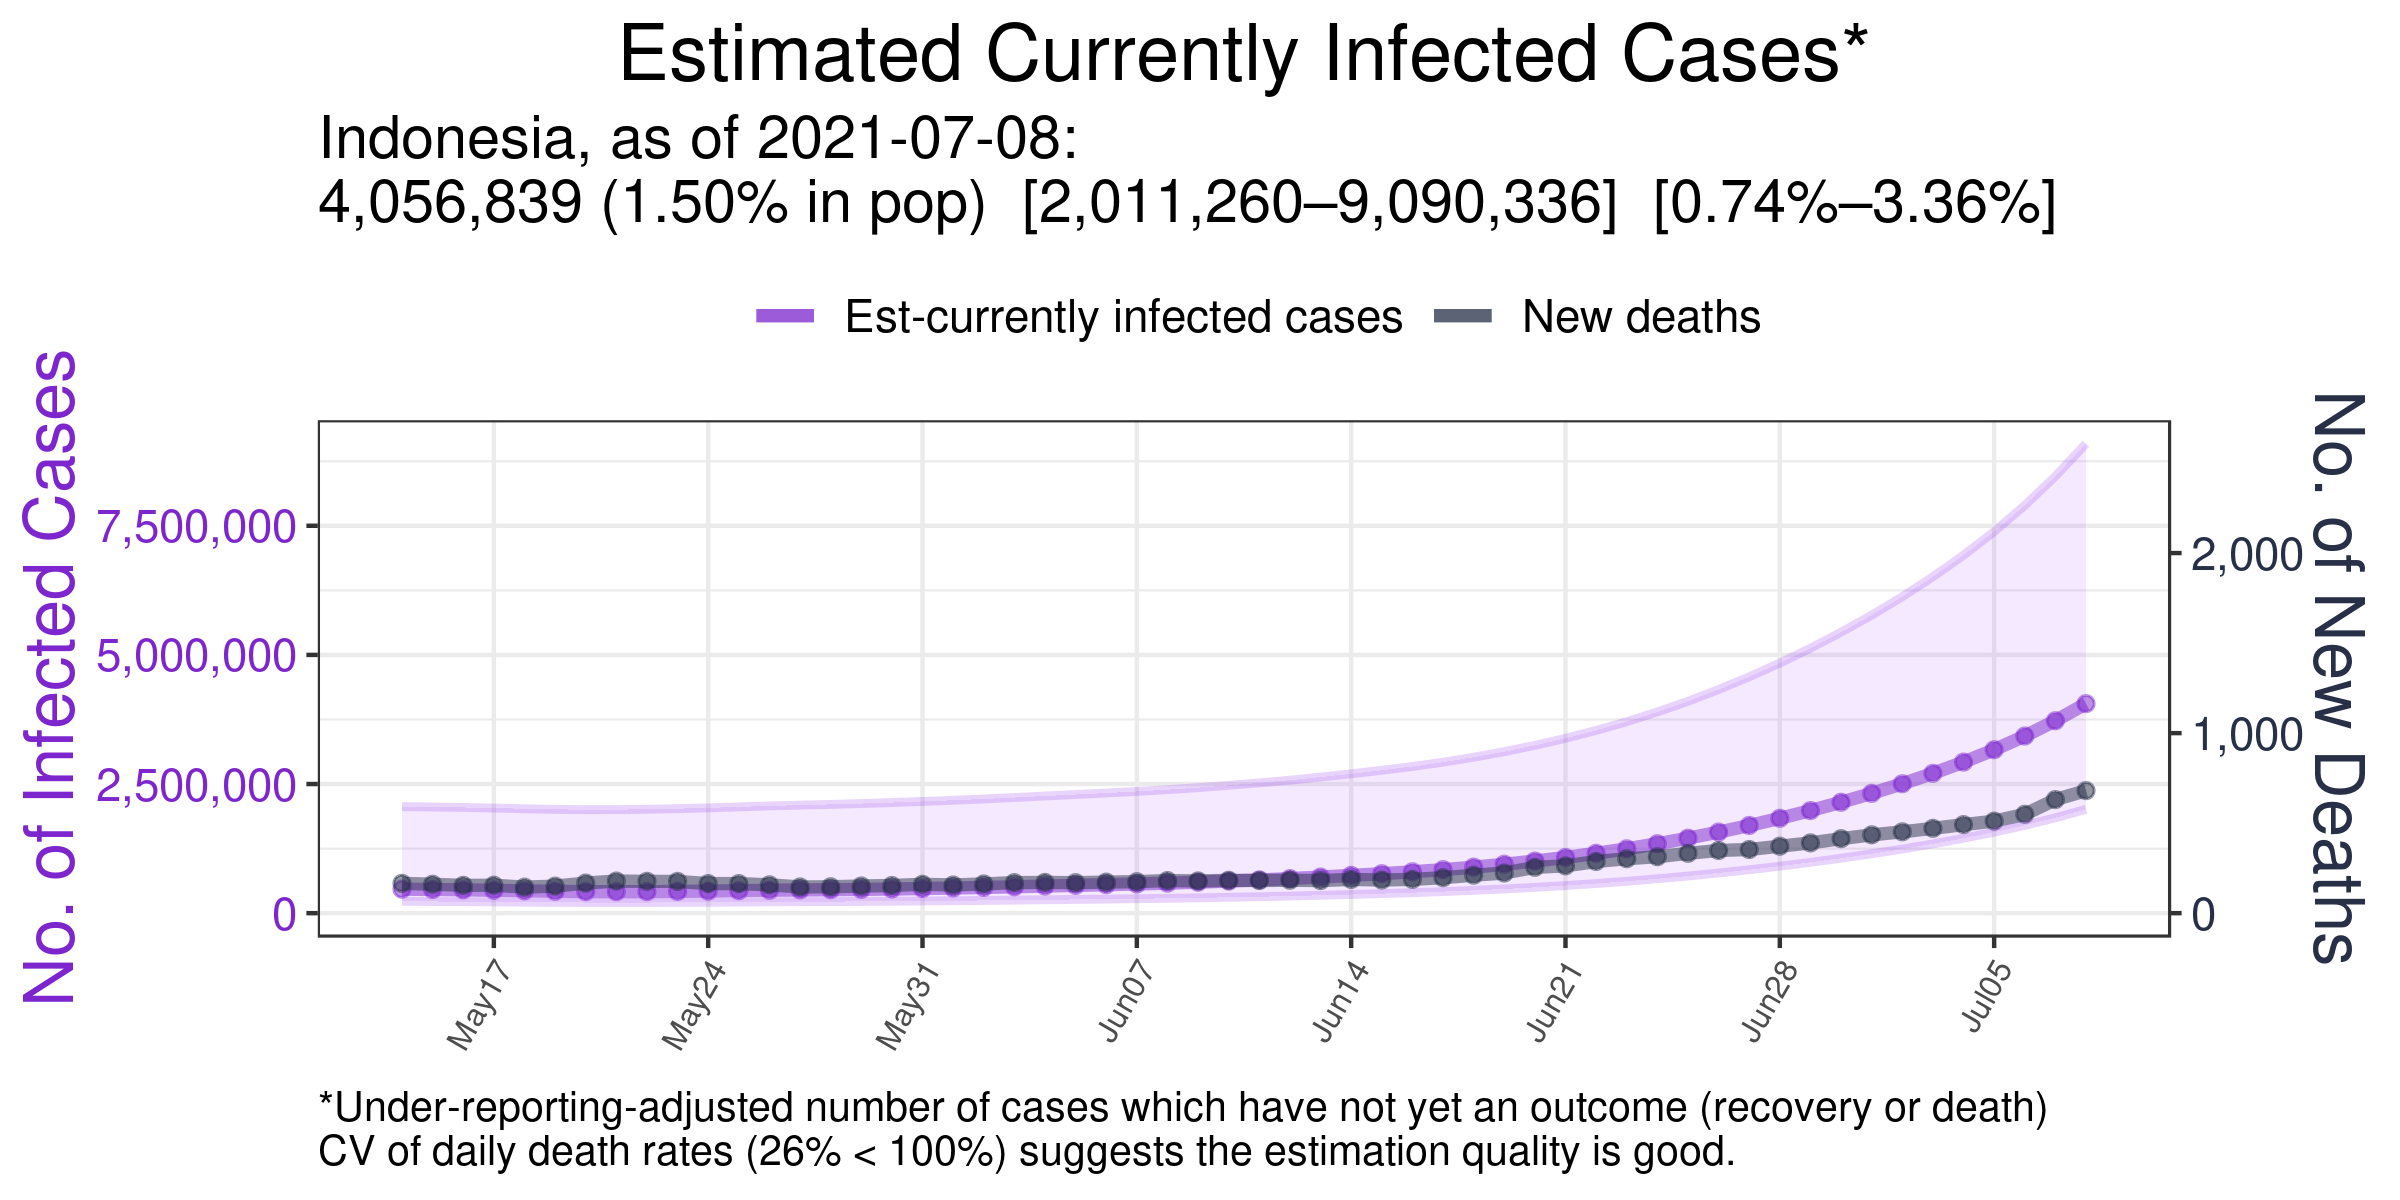 Estimated Currently Infected Cases*
Indonesia, as of 2021-07-08:
4,056,839 (1.50% in pop)  [2,011,260–9,090,336]  [0.74%–3.36%]
Est-currently infected cases
New deaths
No. of Infected Cases
7,500,000
5,000,000
2,500,000
0
2,000
1,000
0
No. of New Deaths
May17
May24
May31
Jun07
Jun14
Jun21
Jun28
Jul05
*Under-reporting-adjusted number of cases which have not yet an outcome (recovery or death)
CV of daily death rates (26% < 100%) suggests the estimation quality is good.